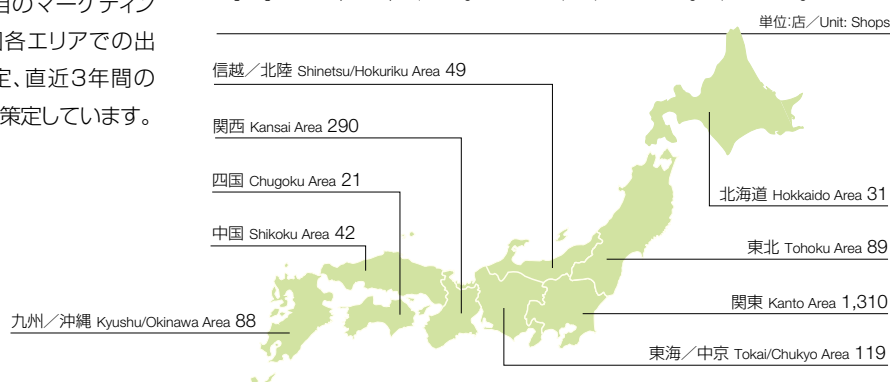 自のマーケティン
各エリアでの出
定、直近3年間の
策定しています。
単位:店／Unit: Shops
信越／北陸 Shinetsu/Hokuriku Area 49
関西 Kansai Area 290
四国 Chugoku Area 21
中国 Shikoku Area 42
九州／沖縄 Kyushu/Okinawa Area 88
北海道 Hokkaido Area 31
東北 Tohoku Area 89
関東 Kanto Area 1,310
東海／中京 Tokai/Chukyo Area 119